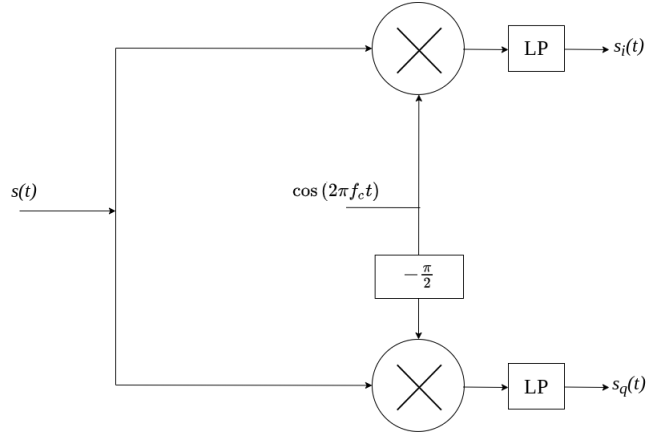 LP
s_i(t)
s(t)
cos (2πf_c t)
−π/2
LP
s_q(t)